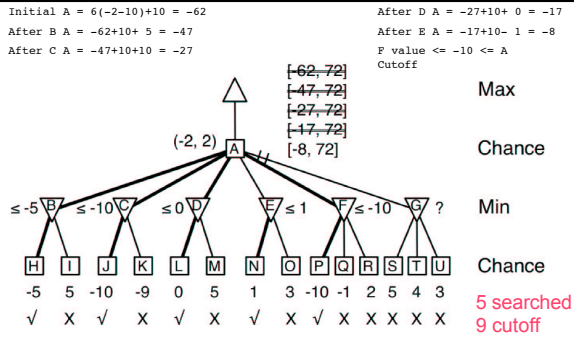 Initial A = 6(-2-10)+10 = -62
After B A = -62+10+ 5 = -47
After C A = -47+10+10 = -27
After D A = -27+10+ 0 = -17
After E A = -17+10- 1 = -8
F value <= -10 <= A
Cutoff
[-62, 72]
[-47, 72]
[-27, 72]
[-17, 72]
[-8, 72]
Max
(-2, 2) A
Chance
≤ -5 B ≤ -10 C ≤ 0 D E ≤ 1 F ≤ -10 G ?
Min
H I J K L M N O P Q R S T U
Chance
-5 5 -10 -9 0 5 1 3 -10 -1 2 5 4 3
√ X √ X √ X √ X √ X X X X X
5 searched
9 cutoff